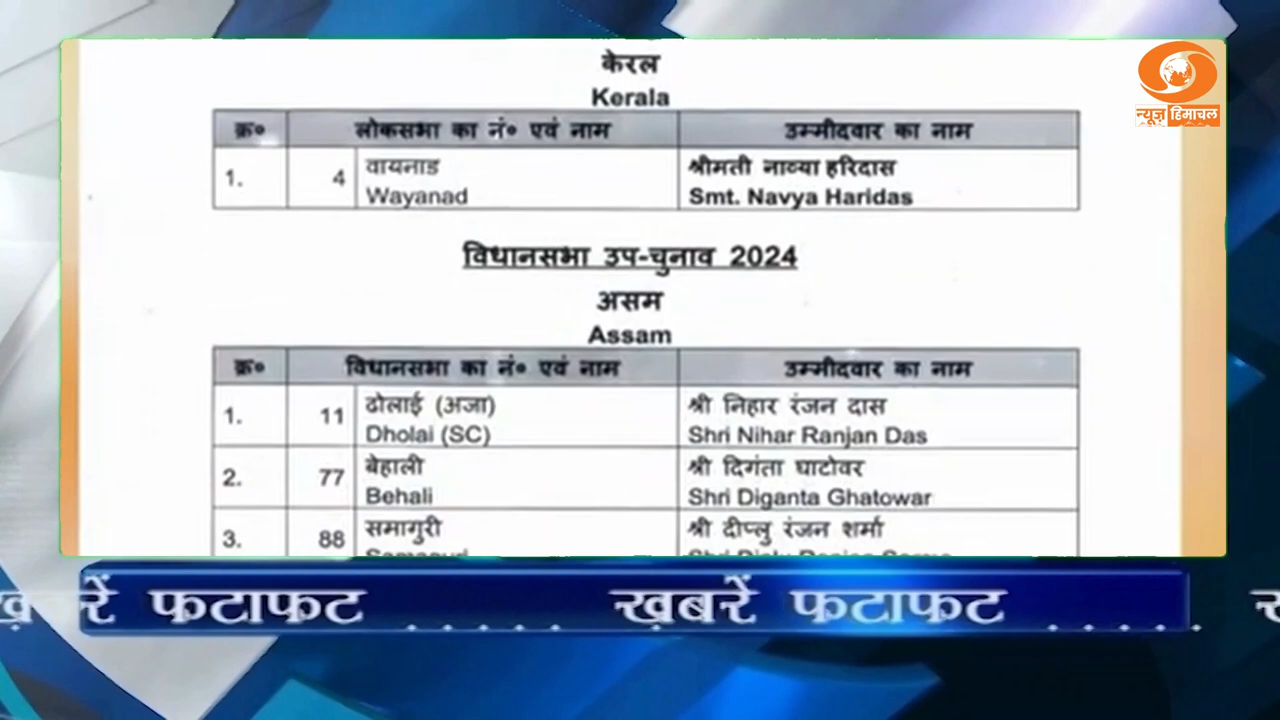 न्यूज़ हिमाचल
केरल
Kerala
क्र० लोकसभा का नं० एवं नाम उम्मीदवार का नाम
1. 4 वायनाड श्रीमती नाव्या हरिदास
Wayanad Smt. Navya Haridas
विधानसभा उप-चुनाव 2024
असम
Assam
क्र० विधानसभा का नं० एवं नाम उम्मीदवार का नाम
1. 11 ढोलाई (अजा) श्री निहार रंजन दास
Dholai (SC) Shri Nihar Ranjan Das
2. 77 बेहाली श्री दिगंता घाटोवर
Behali Shri Diganta Ghatowar
3. 88 समागुरी श्री दीप्लु रंजन शर्मा
रें फटाफट ...... ख़बरें फटाफट ......